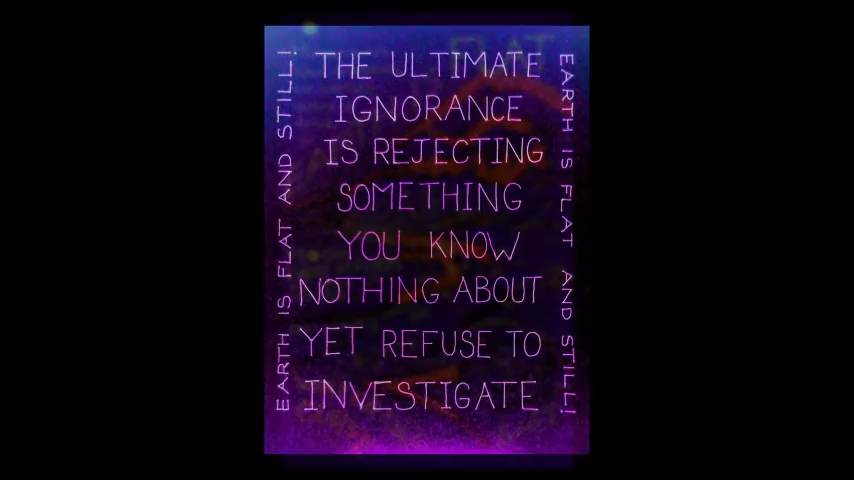 EARTH IS FLAT AND STILL!
THE ULTIMATE
IGNORANCE
IS REJECTING
SOMETHING
YOU KNOW
NOTHING ABOUT
YET REFUSE TO
INVESTIGATE
EARTH IS FLAT AND STILL!